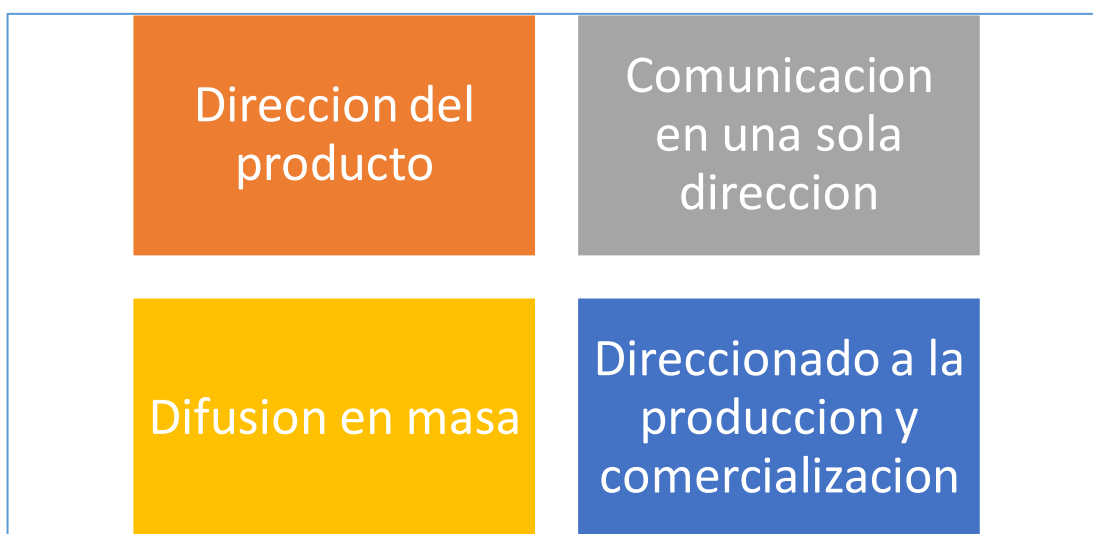 Direccion del
producto
Comunicacion
en una sola
direccion
Difusion en masa
Direccionado a la
produccion y
comercializacion